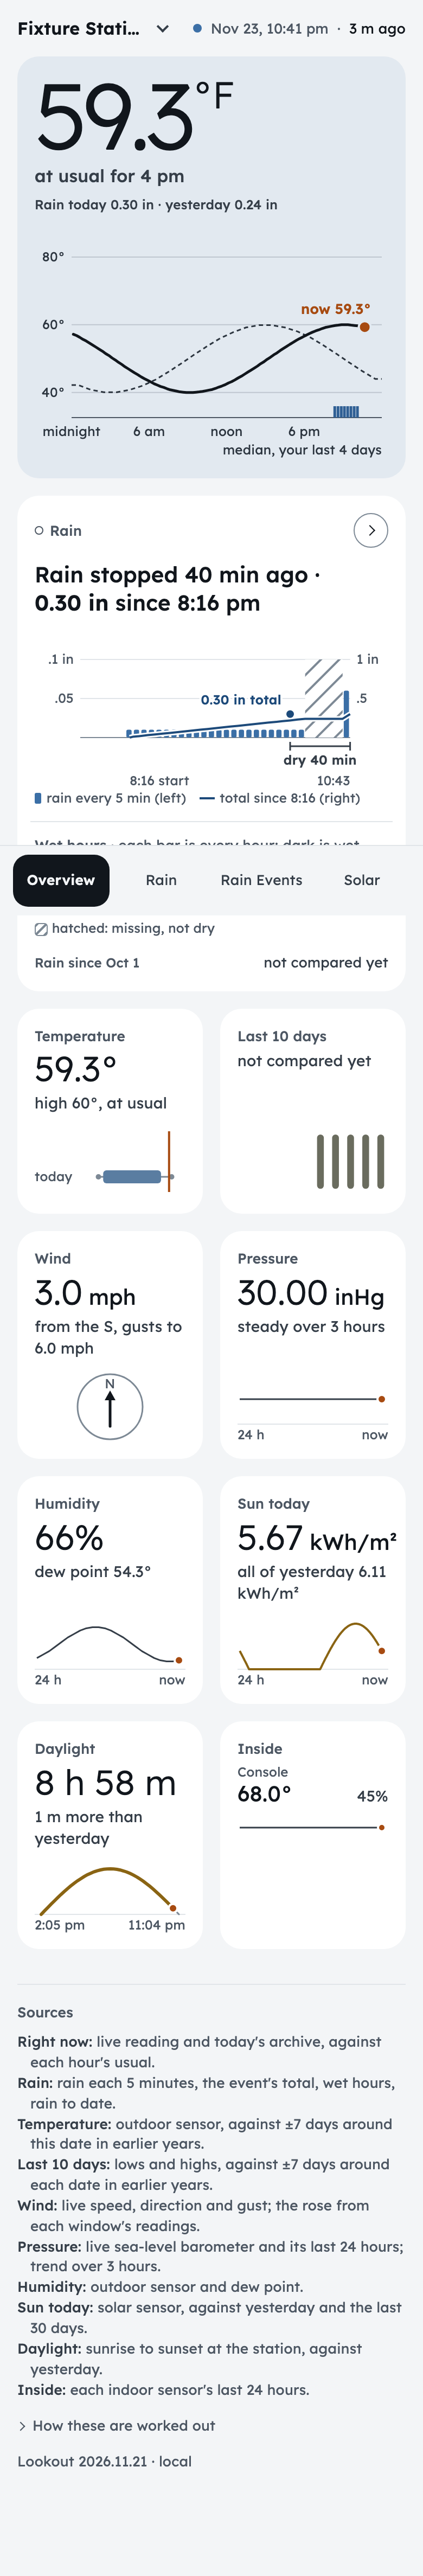 Fixture Stati... Nov 23, 10:41 pm · 3 m ago
59.3°F
at usual for 4 pm
Rain today 0.30 in · yesterday 0.24 in
80°
now 59.3°
60°
40°
midnight 6 am noon 6 pm
median, your last 4 days
Rain
Rain stopped 40 min ago ·
0.30 in since 8:16 pm
.1 in 1 in
.05 0.30 in total .5
dry 40 min
8:16 start 10:43
rain every 5 min (left) total since 8:16 (right)
Wet hours · each bar is every hour; dark is wet
Overview Rain Rain Events Solar
hatched: missing, not dry
Rain since Oct 1 not compared yet
Temperature
59.3°
high 60°, at usual
today
Last 10 days
not compared yet
Wind
3.0 mph
from the S, gusts to
6.0 mph
N
Pressure
30.00 inHg
steady over 3 hours
24 h now
Humidity
66%
dew point 54.3°
24 h now
Sun today
5.67 kWh/m²
all of yesterday 6.11
kWh/m²
24 h now
Daylight
8 h 58 m
1 m more than
yesterday
2:05 pm 11:04 pm
Inside
Console
68.0° 45%
Sources
Right now: live reading and today's archive, against
each hour's usual.
Rain: rain each 5 minutes, the event's total, wet hours,
rain to date.
Temperature: outdoor sensor, against ±7 days around
this date in earlier years.
Last 10 days: lows and highs, against ±7 days around
each date in earlier years.
Wind: live speed, direction and gust; the rose from
each window's readings.
Pressure: live sea-level barometer and its last 24 hours;
trend over 3 hours.
Humidity: outdoor sensor and dew point.
Sun today: solar sensor, against yesterday and the last
30 days.
Daylight: sunrise to sunset at the station, against
yesterday.
Inside: each indoor sensor's last 24 hours.
How these are worked out
Lookout 2026.11.21 · local